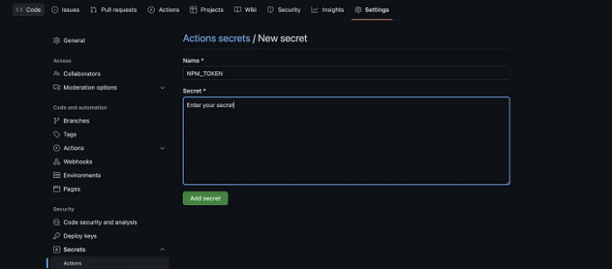 Code Issues Pull requests Actions Projects Wiki Security Insights Settings
General
Access
Collaborators
Moderation options
Code and automation
Branches
Tags
Actions
Webhooks
Environments
Pages
Security
Code security and analysis
Deploy keys
Secrets
Actions
Actions secrets / New secret
Name *
NPM_TOKEN
Secret *
Enter your secret
Add secret